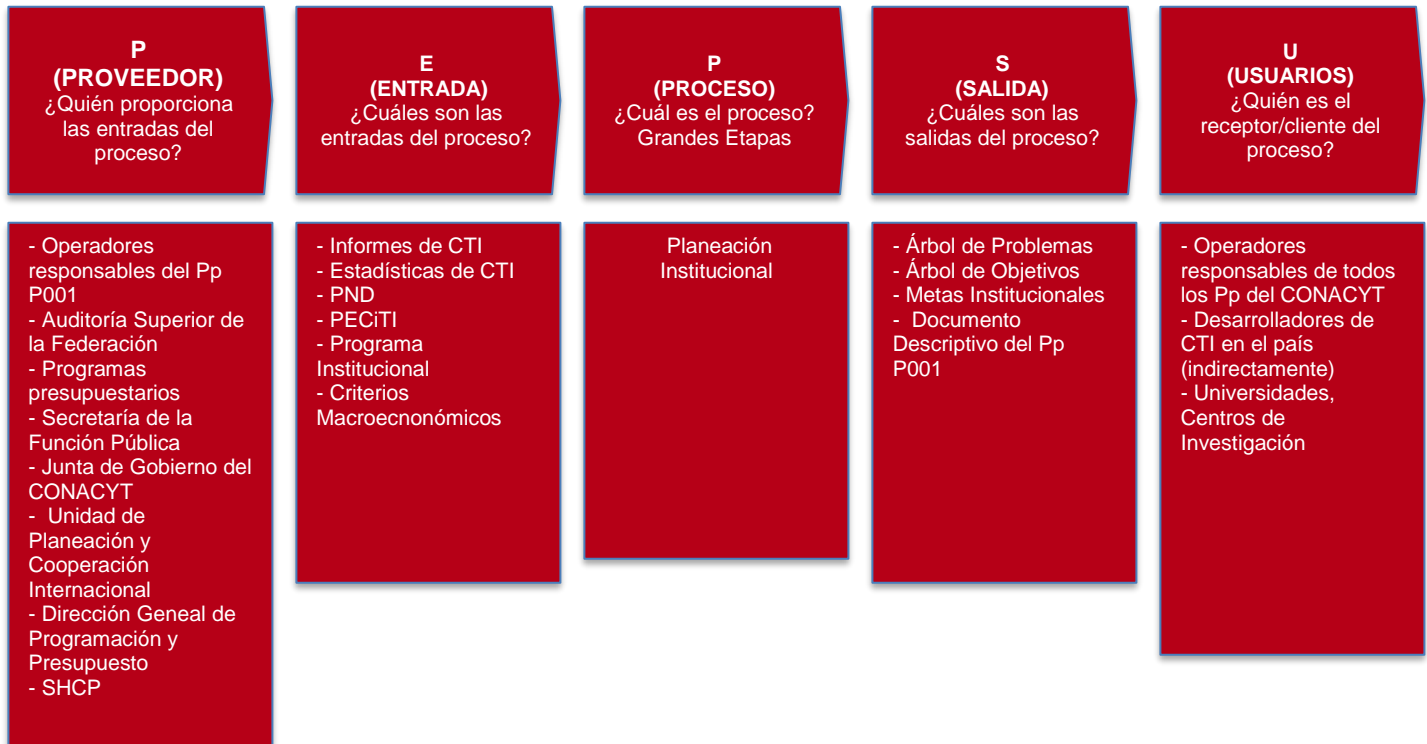 P
(PROVEEDOR)
¿Quién proporciona
las entradas del
proceso?
E
(ENTRADA)
¿Cuáles son las
entradas del proceso?
P
(PROCESO)
¿Cuál es el proceso?
Grandes Etapas
S
(SALIDA)
¿Cuáles son las
salidas del proceso?
U
(USUARIOS)
¿Quién es el
receptor/cliente del
proceso?
- Operadores
responsables del Pp
P001
- Auditoría Superior de
la Federación
- Programas
presupuestarios
- Secretaría de la
Función Pública
- Junta de Gobierno del
CONACYT
- Unidad de
Planeación y
Cooperación
Internacional
- Dirección Geneal de
Programación y
Presupuesto
- SHCP
- Informes de CTI
- Estadísticas de CTI
- PND
- PECiTI
- Programa
Institucional
- Criterios
Macroecnonómicos
Planeación
Institucional
- Árbol de Problemas
- Árbol de Objetivos
- Metas Institucionales
- Documento
Descriptivo del Pp
P001
- Operadores
responsables de todos
los Pp del CONACYT
- Desarrolladores de
CTI en el país
(indirectamente)
- Universidades,
Centros de
Investigación